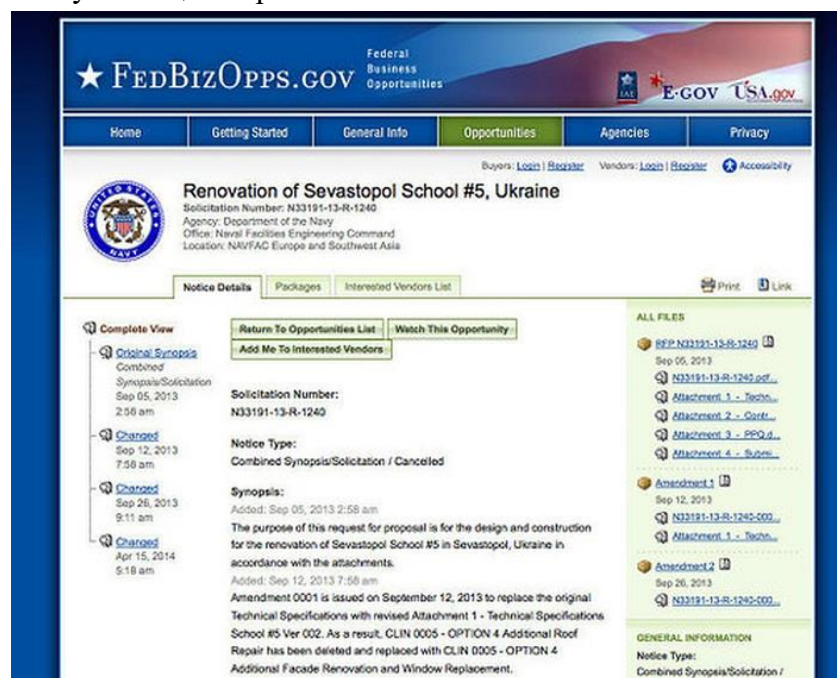 ★ FEDBIZOPPS.GOV
Federal
Business
Opportunities
IAE
E-GOV
USA.gov
Home Getting Started General Info Opportunities Agencies Privacy
Buyers: Login | Register Vendors: Login | Register Accessibility
UNITED STATES
NAVY
Renovation of Sevastopol School #5, Ukraine
Solicitation Number: N33191-13-R-1240
Agency: Department of the Navy
Office: Naval Facilities Engineering Command
Location: NAVFAC Europe and Southwest Asia
Notice Details Packages Interested Vendors List
Print Link
Complete View
Original Synopsis
Combined
Synopsis/Solicitation
Sep 05, 2013
2:58 am
Changed
Sep 12, 2013
7:58 am
Changed
Sep 26, 2013
9:11 am
Changed
Apr 15, 2014
5:18 am
Return To Opportunities List Watch This Opportunity
Add Me To Interested Vendors
Solicitation Number:
N33191-13-R-1240
Notice Type:
Combined Synopsis/Solicitation / Cancelled
Synopsis:
Added: Sep 05, 2013 2:58 am
The purpose of this request for proposal is for the design and construction
for the renovation of Sevastopol School #5 in Sevastopol, Ukraine in
accordance with the attachments.
Added: Sep 12, 2013 7:58 am
Amendment 0001 is issued on September 12, 2013 to replace the original
Technical Specifications with revised Attachment 1 - Technical Specifications
School #5 Ver 002. As a result, CLIN 0005 - OPTION 4 Additional Roof
Repair has been deleted and replaced with CLIN 0005 - OPTION 4
Additional Facade Renovation and Window Replacement.
ALL FILES
RFP N33191-13-R-1240
Sep 05, 2013
N33191-13-R-1240.pdf...
Attachment 1 - Techn...
Attachment 2 - Contr...
Attachment 3 - PPQ.d...
Attachment 4 - Submi...
Amendment 1
Sep 12, 2013
N33191-13-R-1240-000...
Attachment 1 - Techn...
Amendment 2
Sep 26, 2013
N33191-13-R-1240-000...
GENERAL INFORMATION
Notice Type:
Combined Synopsis/Solicitation /